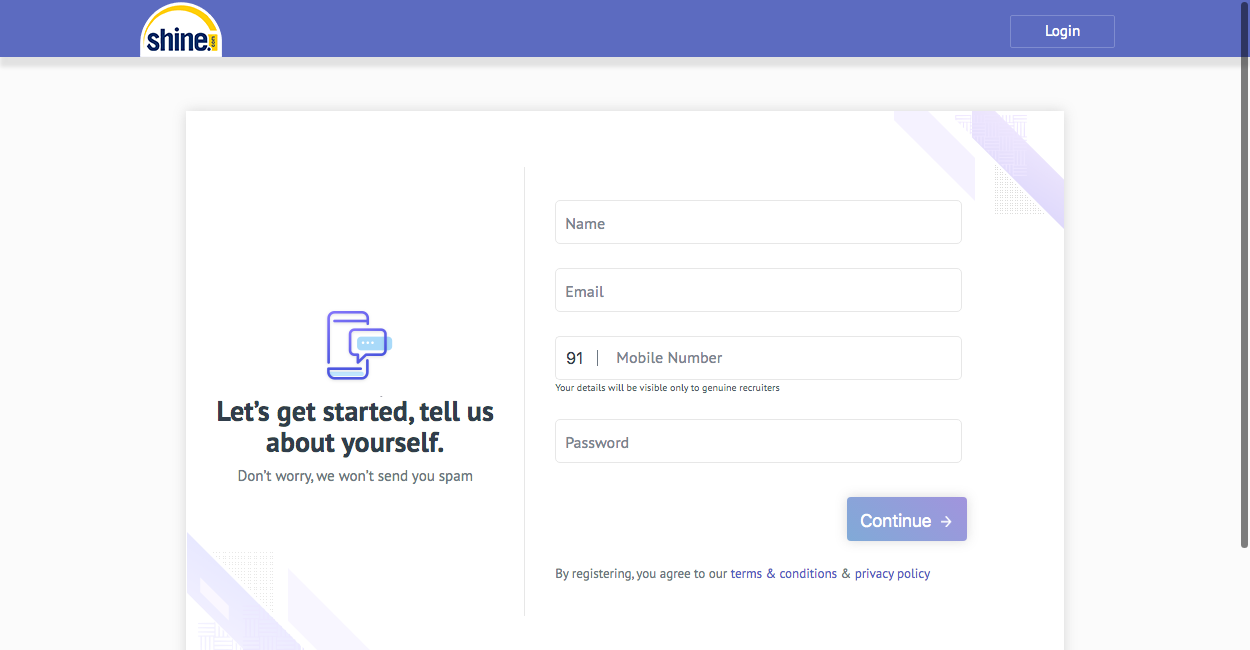 shine.com
Login
Name
Email
91 | Mobile Number
Your details will be visible only to genuine recruiters
Let's get started, tell us
about yourself.
Don't worry, we won't send you spam
Password
Continue →
By registering, you agree to our terms & conditions & privacy policy